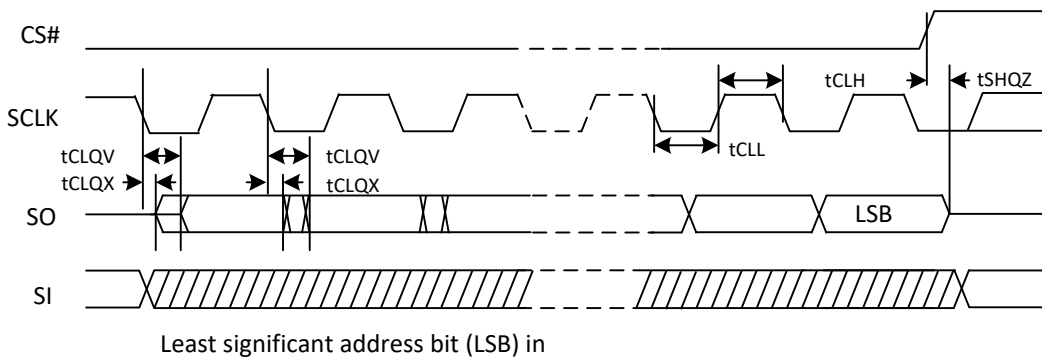 CS#
tCLH
tSHQZ
SCLK
tCLQV
tCLQV
tCLL
tCLQX
tCLQX
SO
LSB
SI
Least significant address bit (LSB) in